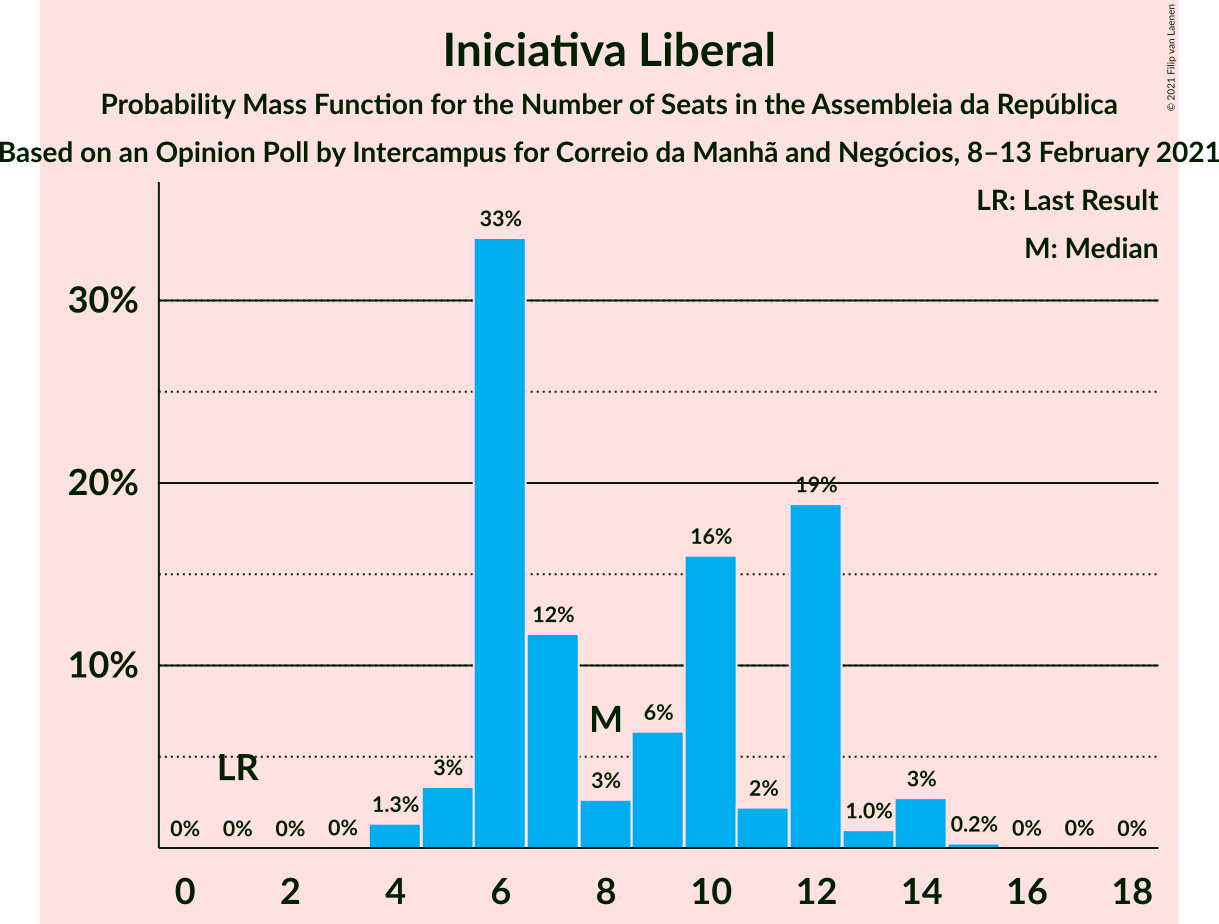 Iniciativa Liberal
Probability Mass Function for the Number of Seats in the Assembleia da República
Based on an Opinion Poll by Intercampus for Correio da Manhã and Negócios, 8–13 February 2021
© 2021 Filip van Laenen
LR: Last Result
M: Median
33%
30%
20%
19%
16%
12%
10%
M
6%
LR
3%
3%
2%
3%
1.3%
1.0%
0.2%
0% 0% 0% 0% 0% 0% 0%
0 2 4 6 8 10 12 14 16 18